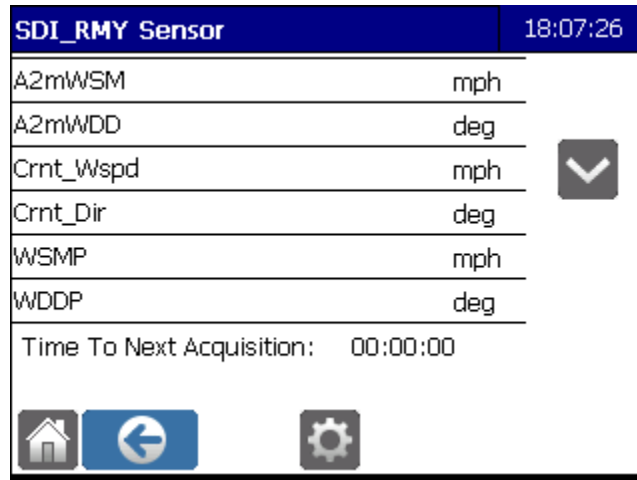 SDI_RMY Sensor 18:07:26
A2mWSM mph
A2mWDD deg
Crnt_Wspd mph
Crnt_Dir deg
WSMP mph
WDDP deg
Time To Next Acquisition: 00:00:00